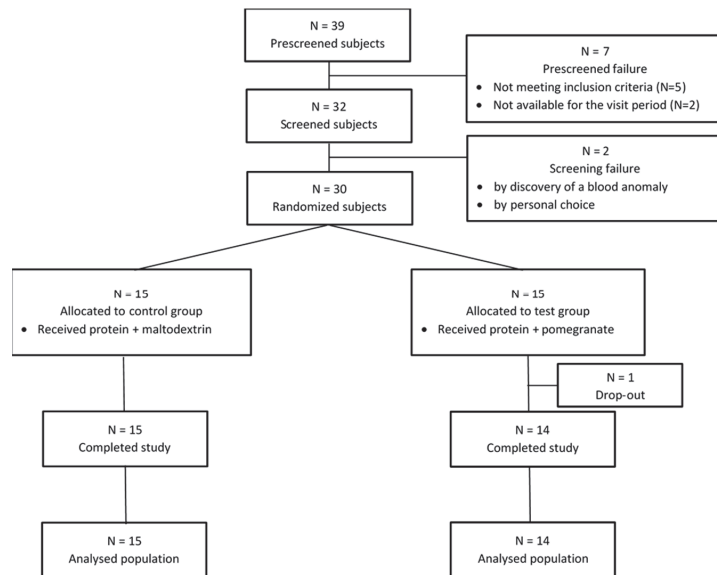 N = 39
Prescreened subjects
N = 7
Prescreened failure
• Not meeting inclusion criteria (N=5)
• Not available for the visit period (N=2)
N = 32
Screened subjects
N = 2
Screening failure
• by discovery of a blood anomaly
• by personal choice
N = 30
Randomized subjects
N = 15
Allocated to control group
• Received protein + maltodextrin
N = 15
Allocated to test group
• Received protein + pomegranate
N = 1
Drop-out
N = 15
Completed study
N = 14
Completed study
N = 15
Analysed population
N = 14
Analysed population